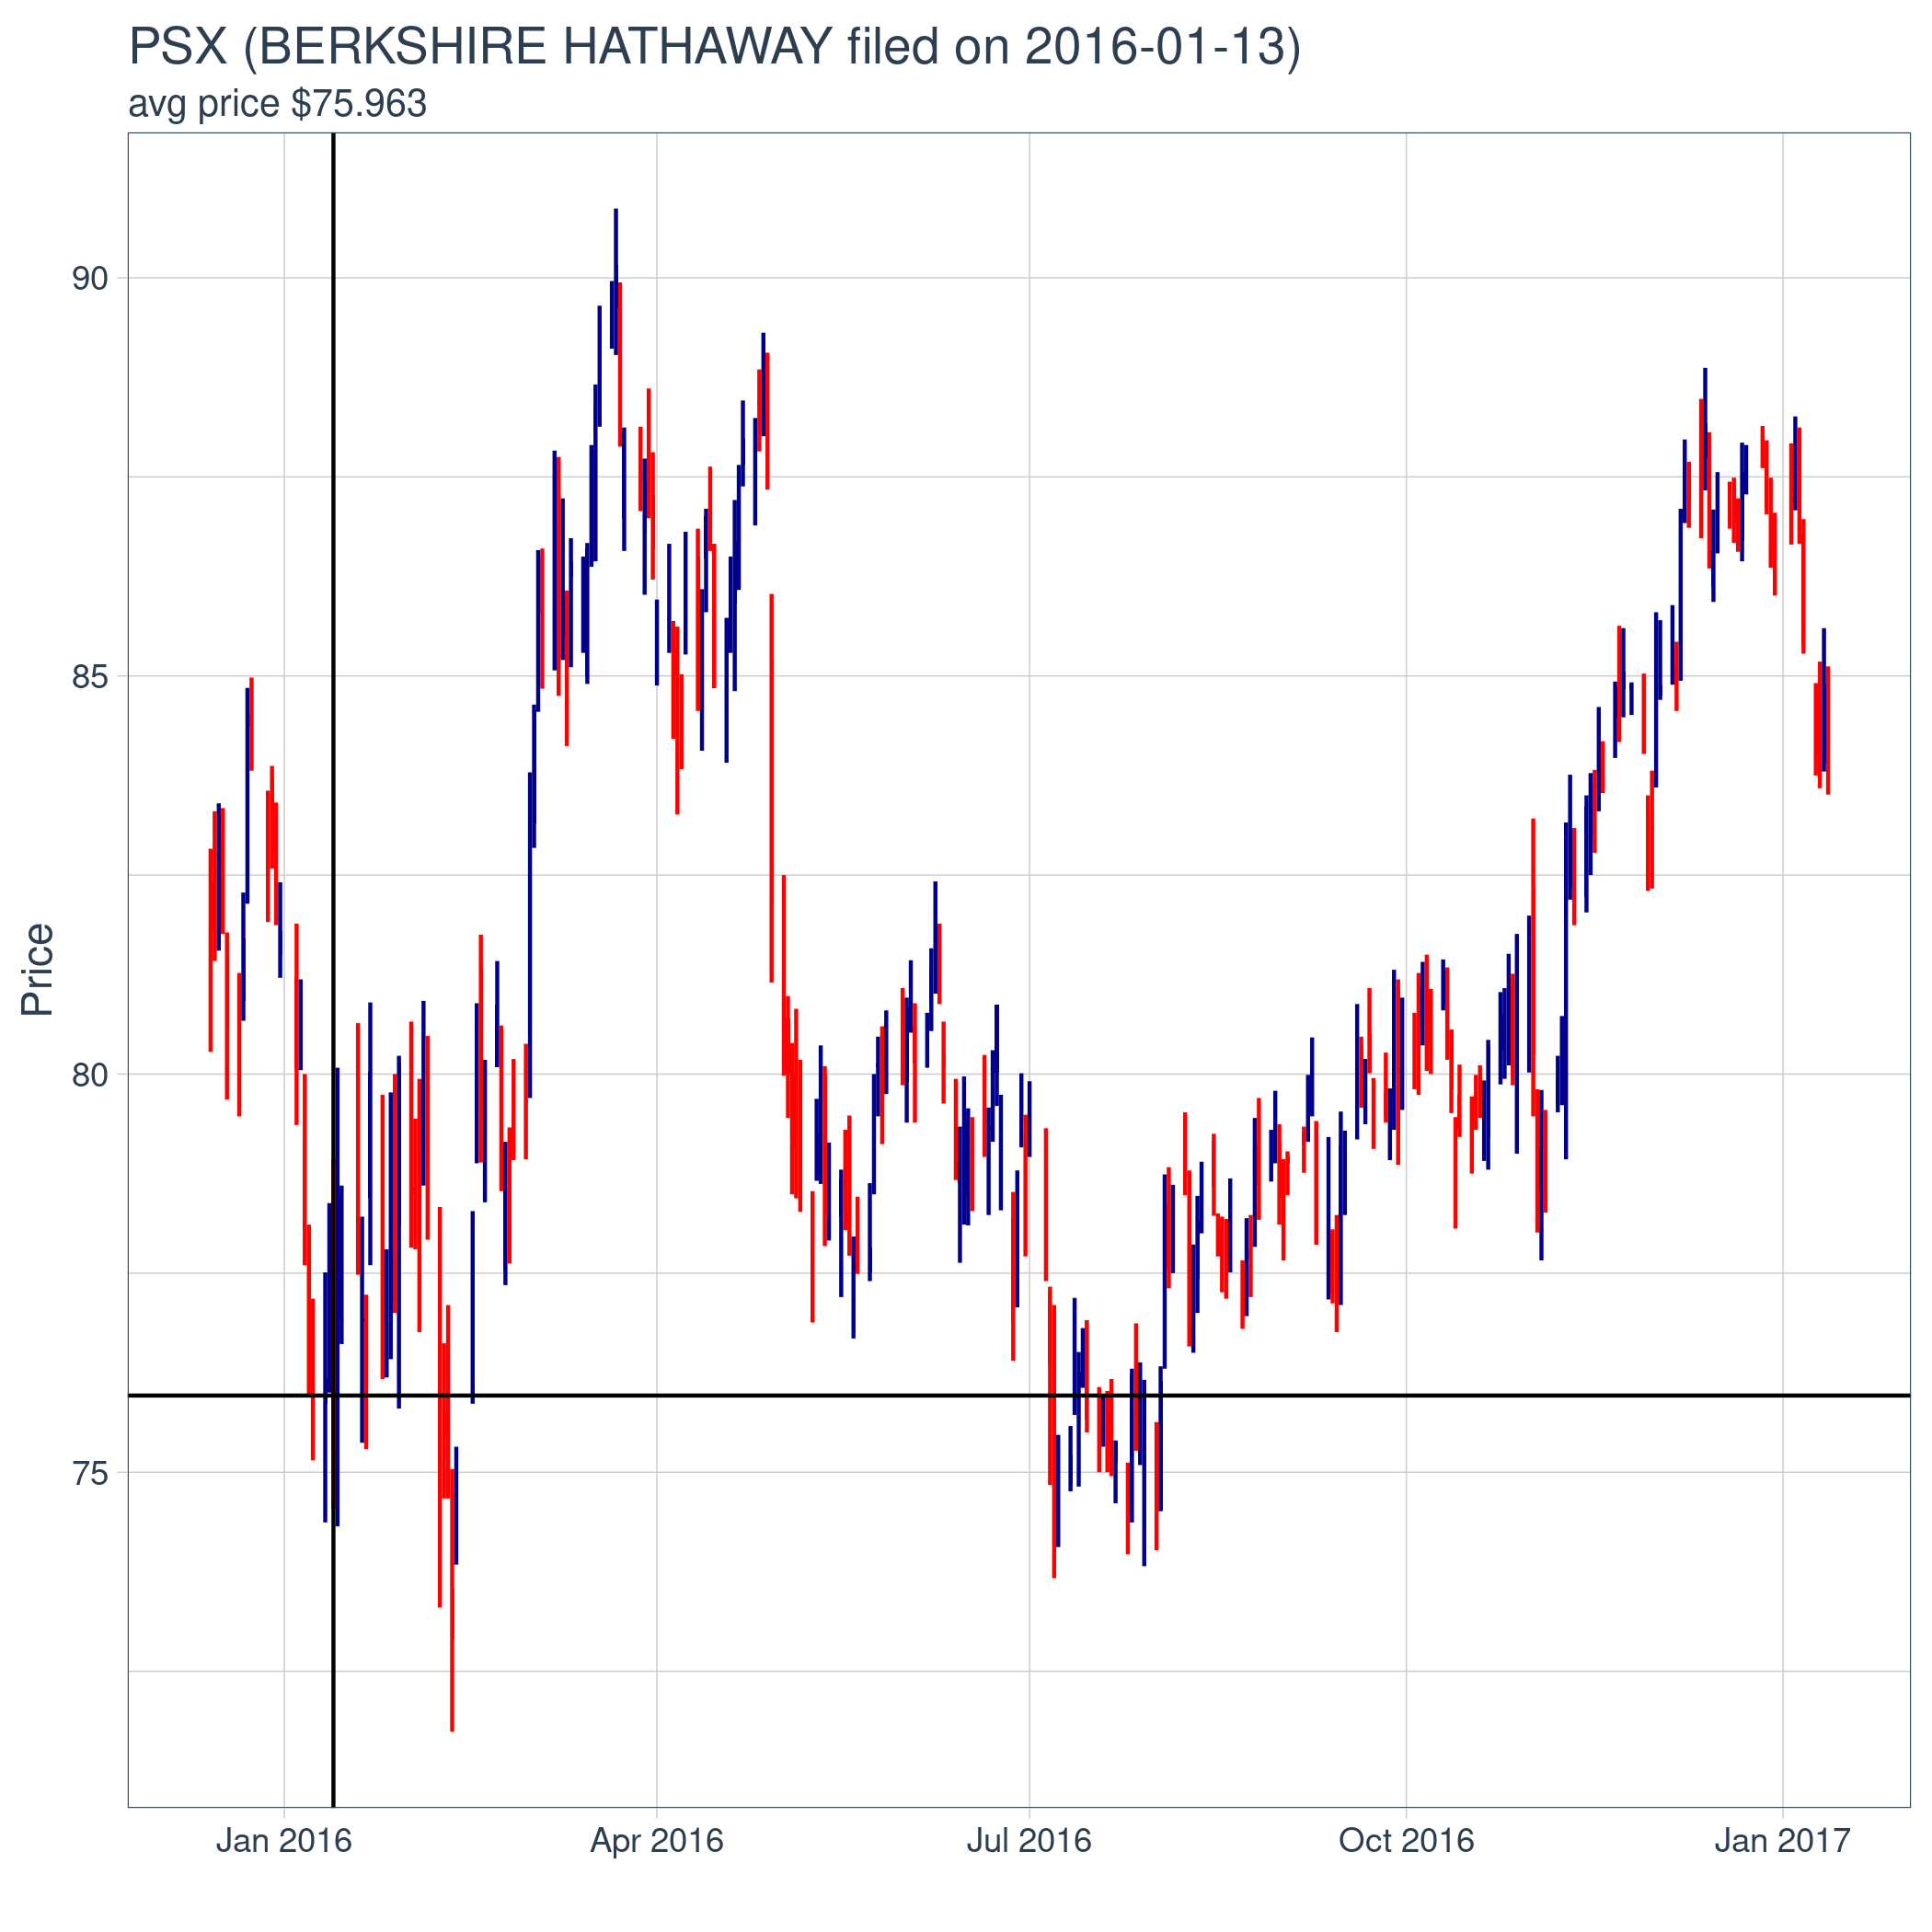 PSX (BERKSHIRE HATHAWAY filed on 2016-01-13)
avg price $75.963
Price
90
85
80
75
Jan 2016
Apr 2016
Jul 2016
Oct 2016
Jan 2017